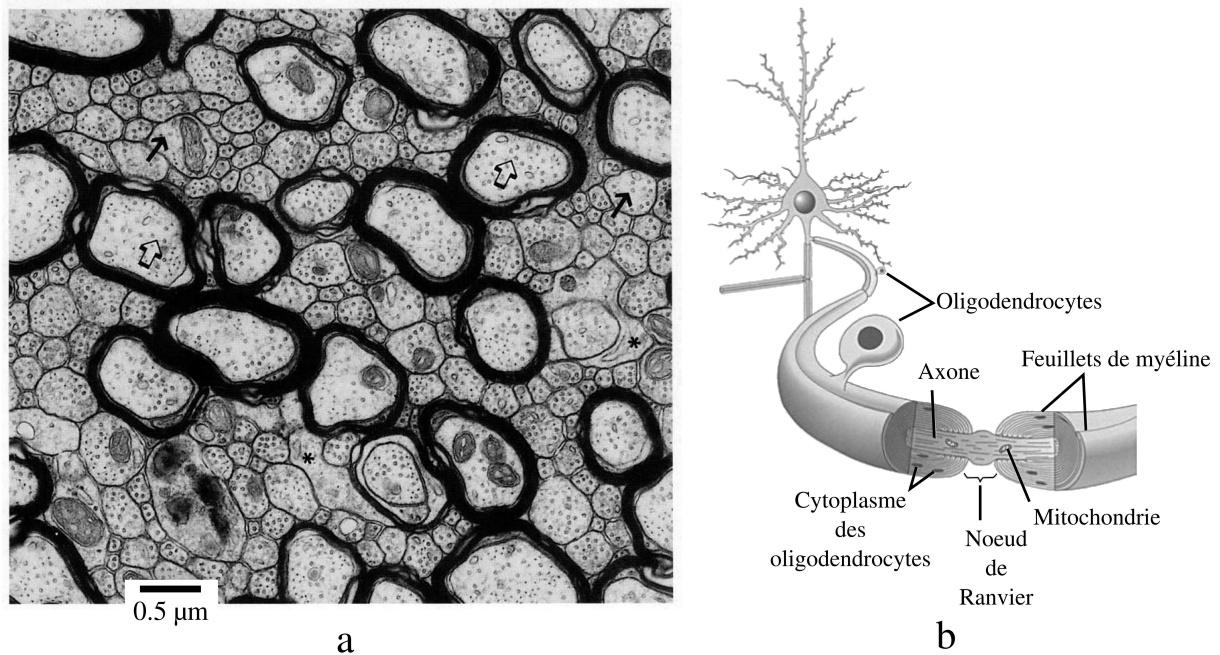 0.5 µm
a
Oligodendrocytes
Feuillets de myéline
Axone
Cytoplasme
des
oligodendrocytes
Noeud
de
Ranvier
Mitochondrie
b